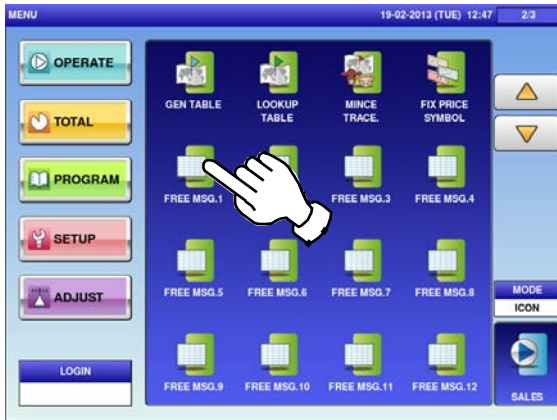 MENU
19-02-2013 (TUE) 12:47
2/3
OPERATE
TOTAL
PROGRAM
SETUP
ADJUST
LOGIN
GEN TABLE
LOOKUP
TABLE
MINCE
TRACE.
FIX PRICE
SYMBOL
FREE MSG.1
FREE MSG.3
FREE MSG.4
FREE MSG.5
FREE MSG.6
FREE MSG.7
FREE MSG.8
FREE MSG.9
FREE MSG.10
FREE MSG.11
FREE MSG.12
MODE
ICON
SALES